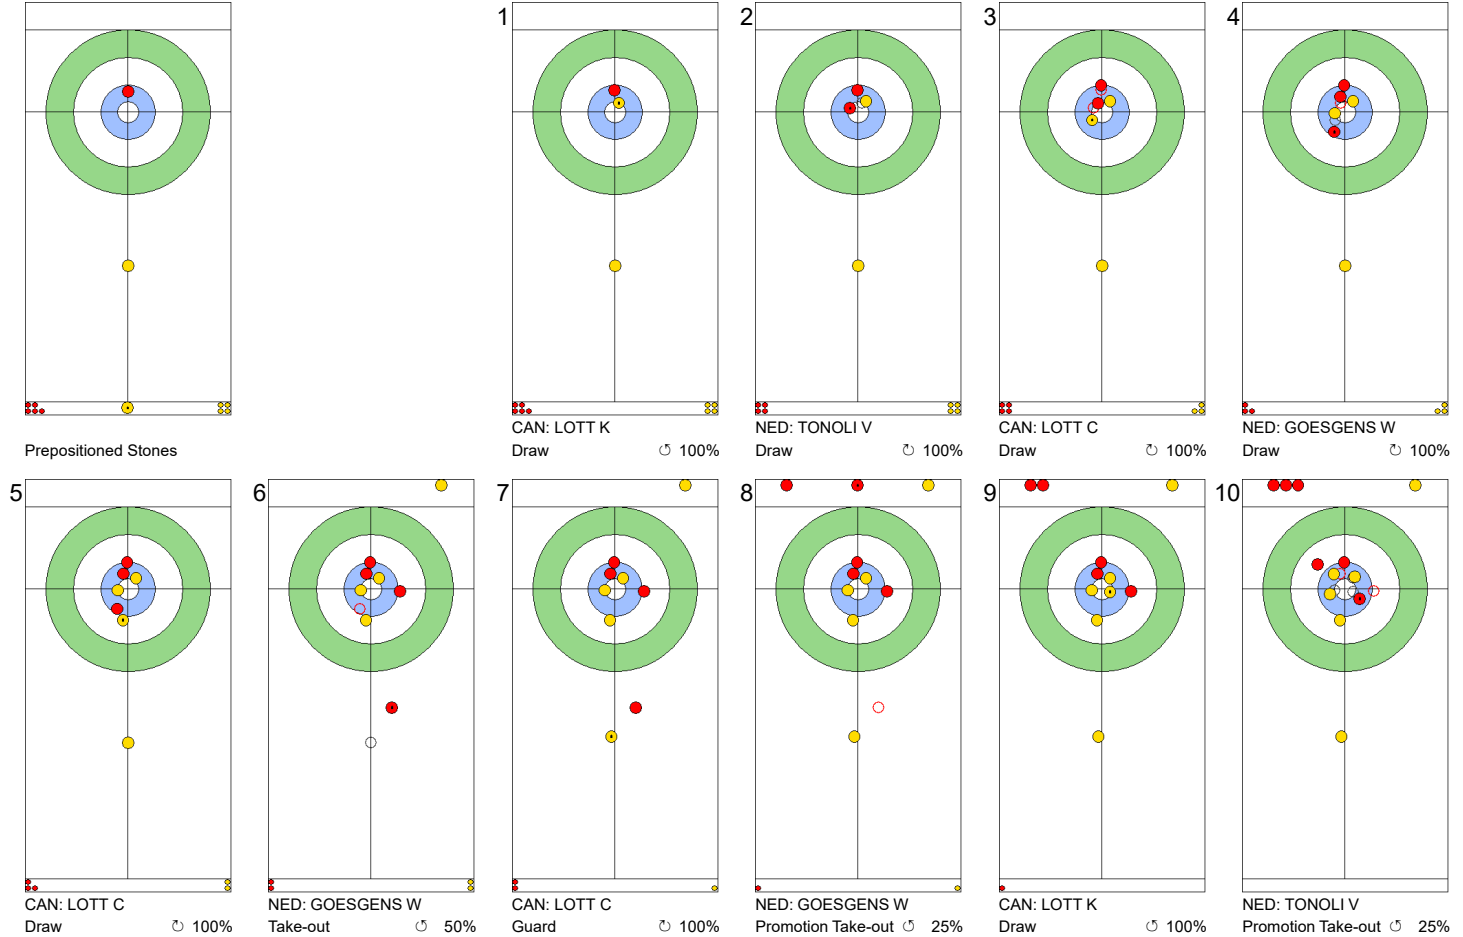 1
2
3
4
Prepositioned Stones
CAN: LOTT K
Draw ↺ 100%
NED: TONOLI V
Draw ↻ 100%
CAN: LOTT C
Draw ↻ 100%
NED: GOESGENS W
Draw ↻ 100%
5
6
7
8
9
10
CAN: LOTT C
Draw ↻ 100%
NED: GOESGENS W
Take-out ↺ 50%
CAN: LOTT C
Guard ↻ 100%
NED: GOESGENS W
Promotion Take-out ↺ 25%
CAN: LOTT K
Draw ↺ 100%
NED: TONOLI V
Promotion Take-out ↺ 25%